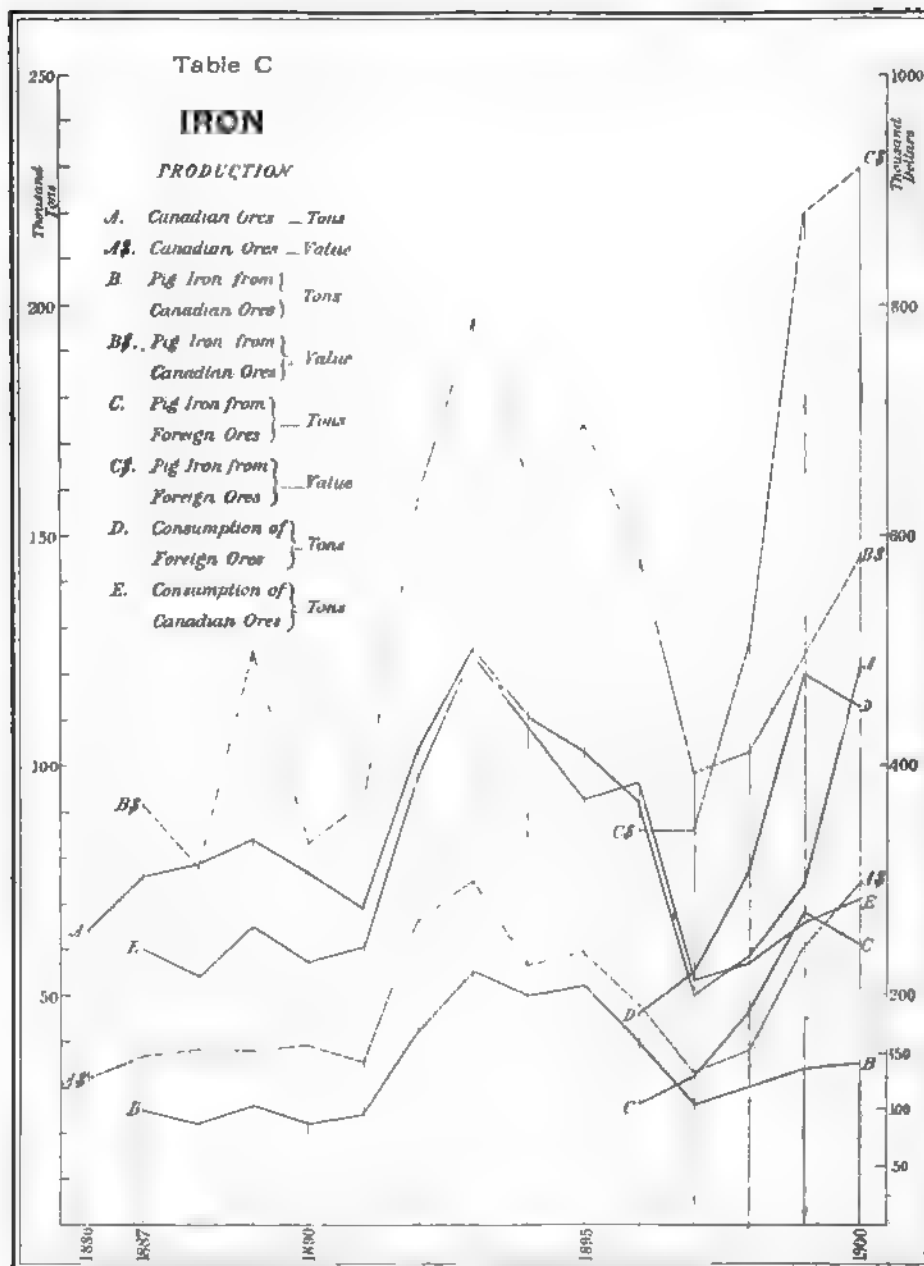 Table C
IRON
PRODUCTION
A. Canadian Ores — Tons
A$. Canadian Ores — Value
B. Pig Iron from Canadian Ores } Tons
B$. Pig Iron from Canadian Ores } Value
C. Pig Iron from Foreign Ores } Tons
C$. Pig Iron from Foreign Ores } Value
D. Consumption of Foreign Ores } Tons
E. Consumption of Canadian Ores } Tons
250
200
150
100
50
Thousand Tons
1000
800
600
400
200
150
100
50
Thousand Dollars
C$
B$
A
D
A$
E
C
B
B$
A
E
A$
B
C$
D
C
1886
1887
1890
1895
1900